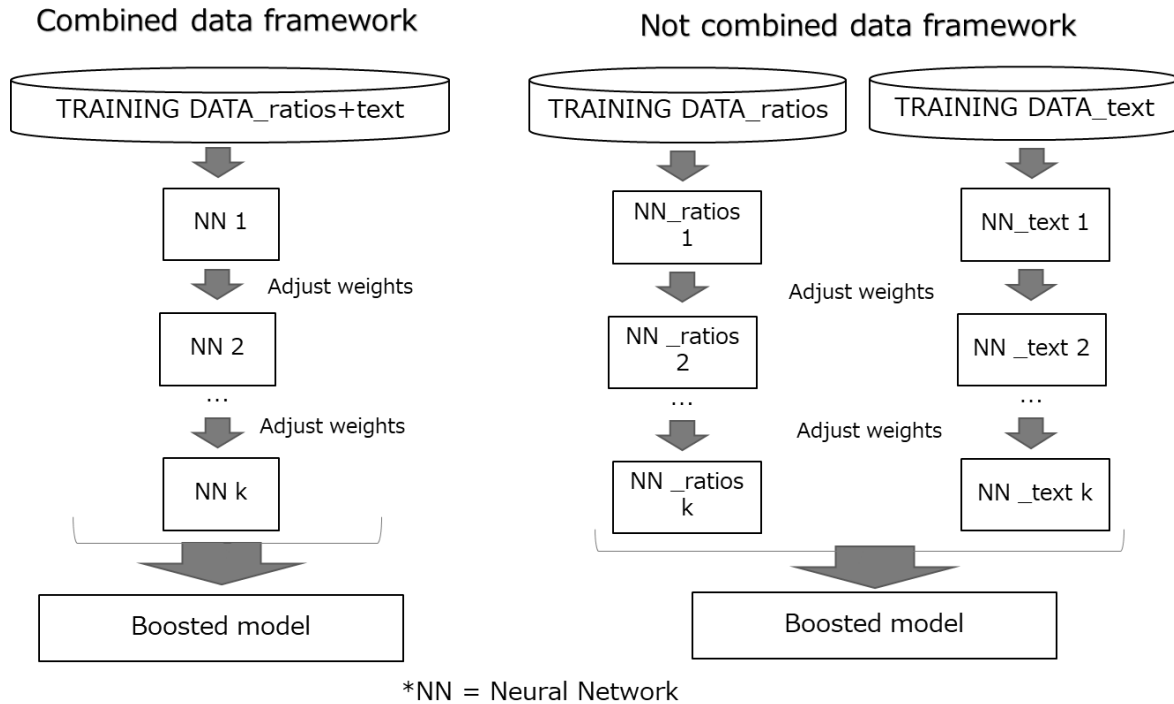 Combined data framework
TRAINING DATA_ratios+text
NN 1
Adjust weights
NN 2
...
Adjust weights
NN k
Boosted model
Not combined data framework
TRAINING DATA_ratios
TRAINING DATA_text
NN_ratios
1
NN_text 1
Adjust weights
NN _ratios
2
NN _text 2
...
...
Adjust weights
NN _ratios
k
NN _text k
Boosted model
*NN = Neural Network